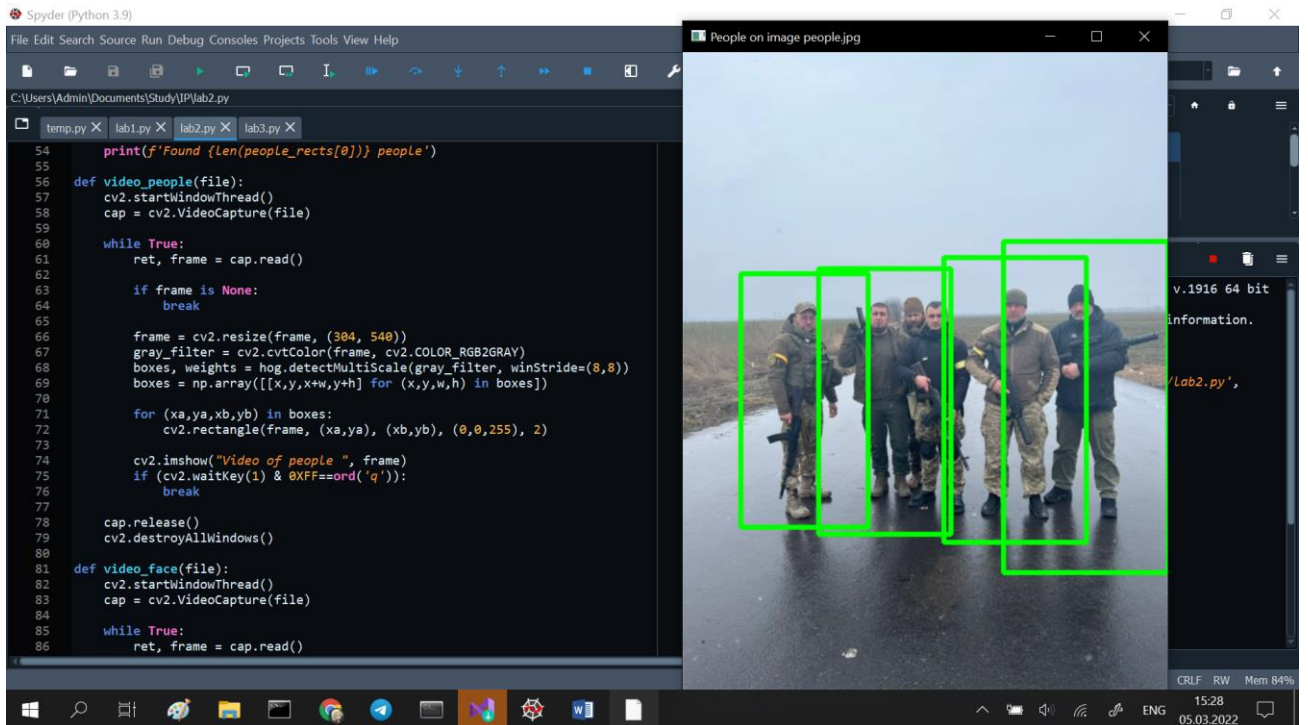 Spyder (Python 3.9)
File Edit Search Source Run Debug Consoles Projects Tools View Help
C:\Users\Admin\Documents\Study\IP\lab2.py
temp.py lab1.py lab2.py lab3.py
54 print(f'Found {len(people_rects[0])} people')
55
56 def video_people(file):
57 cv2.startWindowThread()
58 cap = cv2.VideoCapture(file)
59
60 while True:
61 ret, frame = cap.read()
62
63 if frame is None:
64 break
65
66 frame = cv2.resize(frame, (304, 540))
67 gray_filter = cv2.cvtColor(frame, cv2.COLOR_RGB2GRAY)
68 boxes, weights = hog.detectMultiScale(gray_filter, winStride=(8,8))
69 boxes = np.array([[x,y,x+w,y+h] for (x,y,w,h) in boxes])
70
71 for (xa,ya,xb,yb) in boxes:
72 cv2.rectangle(frame, (xa,ya), (xb,yb), (0,0,255), 2)
73
74 cv2.imshow("Video of people ", frame)
75 if (cv2.waitKey(1) & 0XFF==ord('q')):
76 break
77
78 cap.release()
79 cv2.destroyAllWindows()
80
81 def video_face(file):
82 cv2.startWindowThread()
83 cap = cv2.VideoCapture(file)
84
85 while True:
86 ret, frame = cap.read()
People on image people.jpg
v.1916 64 bit
information.
/lab2.py',
CRLF RW Mem 84%
ENG
15:28
05.03.2022